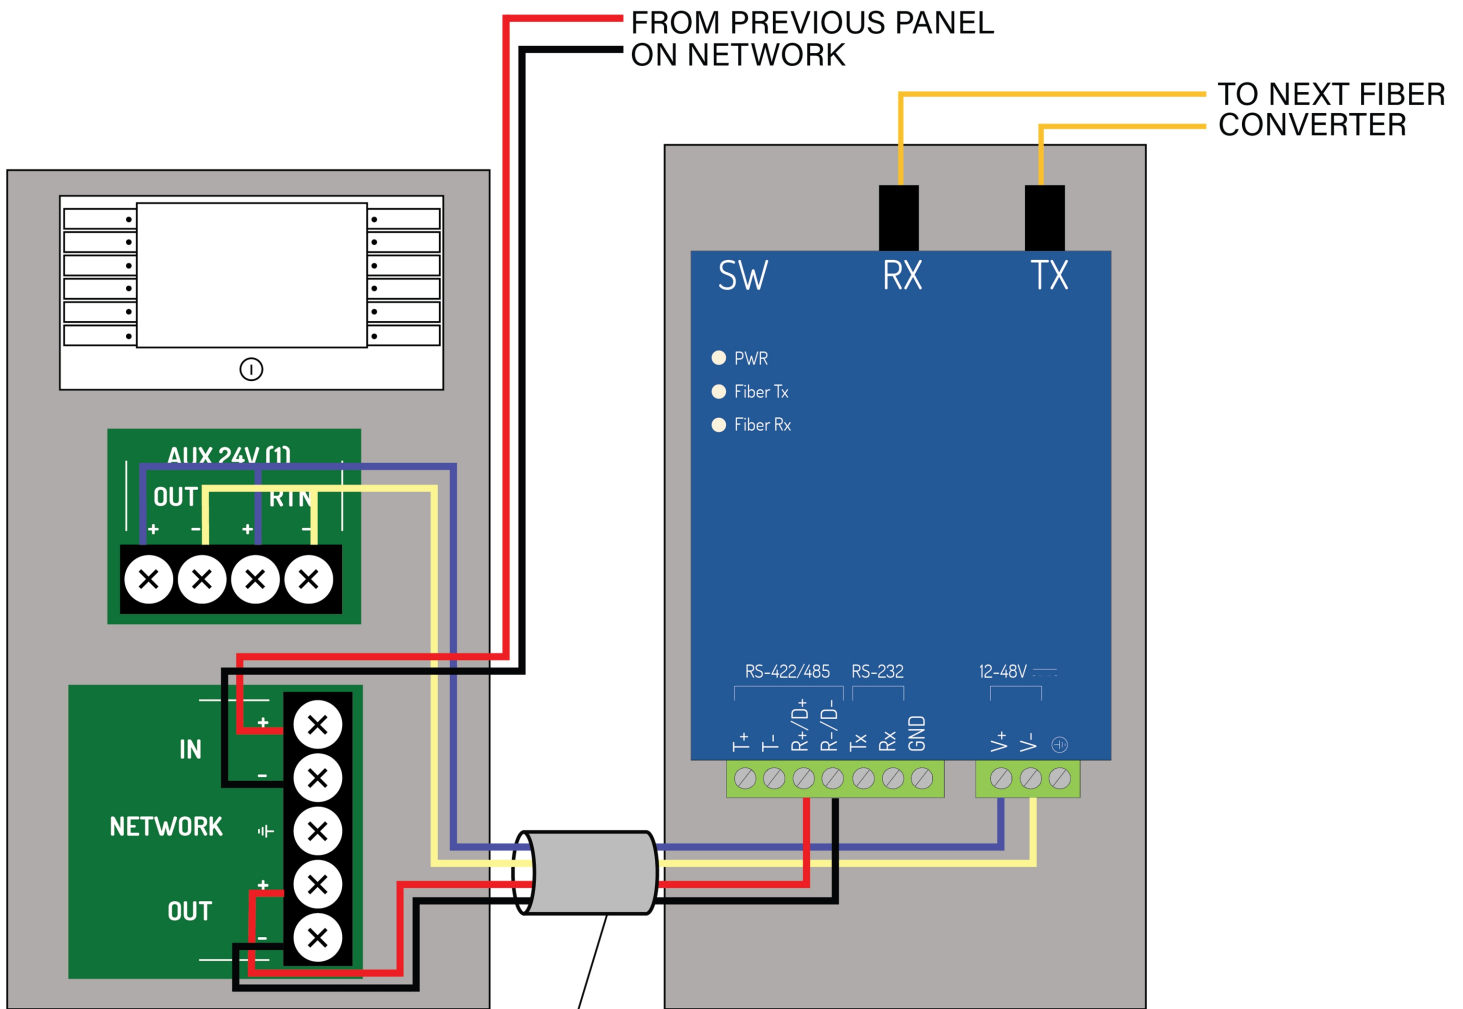 FROM PREVIOUS PANEL
ON NETWORK
TO NEXT FIBER
CONVERTER
SW RX TX
PWR
Fiber Tx
Fiber Rx
AUX 24V (1)
OUT RTN
+ - + -
RS-422/485 RS-232 12-48V
T+ T- R+/D+ R-/D- Tx Rx GND V+ V-
+
IN
-
NETWORK
+
OUT
-